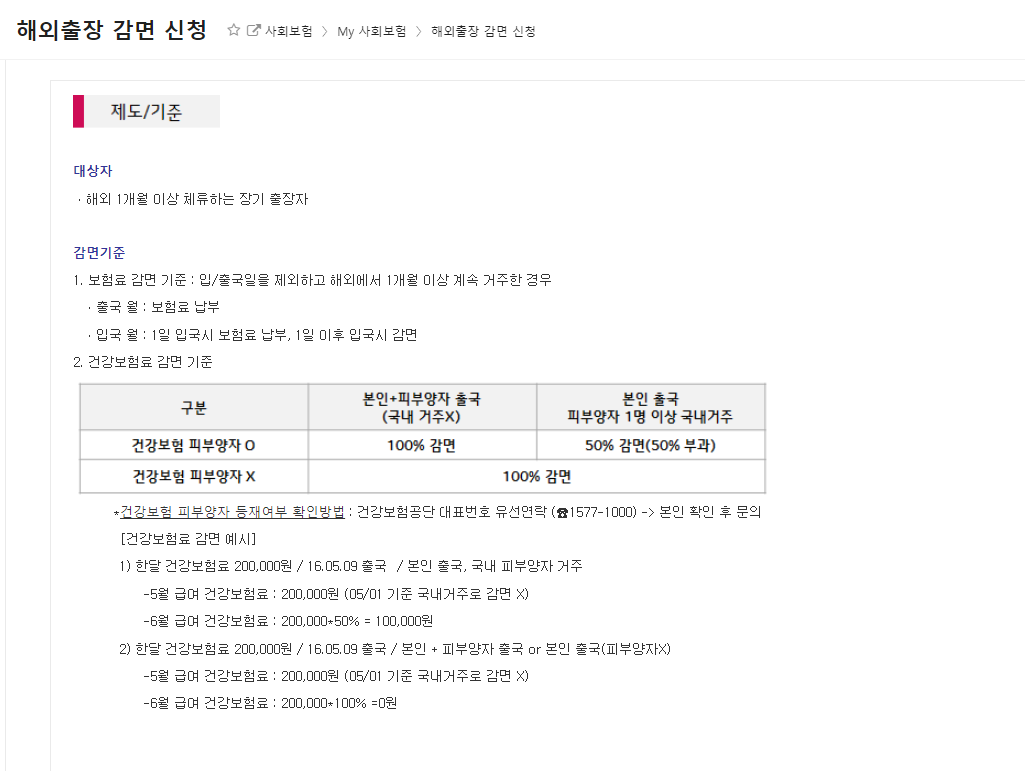 해외출장 감면 신청 사회보험 > My 사회보험 > 해외출장 감면 신청
제도/기준
대상자
· 해외 1개월 이상 체류하는 장기 출장자
감면기준
1. 보험료 감면 기준 : 입/출국일을 제외하고 해외에서 1개월 이상 계속 거주한 경우
· 출국 월 : 보험료 납부
· 입국 월 : 1일 입국시 보험료 납부, 1일 이후 입국시 감면
2. 건강보험료 감면 기준
구분 본인+피부양자 출국 (국내 거주X) 본인 출국 피부양자 1명 이상 국내거주
건강보험 피부양자 O 100% 감면 50% 감면(50% 부과)
건강보험 피부양자 X 100% 감면
*건강보험 피부양자 등재여부 확인방법 : 건강보험공단 대표번호 유선연락 (☎1577-1000) -> 본인 확인 후 문의
[건강보험료 감면 예시]
1) 한달 건강보험료 200,000원 / 16.05.09 출국 / 본인 출국, 국내 피부양자 거주
-5월 급여 건강보험료 : 200,000원 (05/01 기준 국내거주로 감면 X)
-6월 급여 건강보험료 : 200,000*50% = 100,000원
2) 한달 건강보험료 200,000원 / 16.05.09 출국 / 본인 + 피부양자 출국 or 본인 출국(피부양자X)
-5월 급여 건강보험료 : 200,000원 (05/01 기준 국내거주로 감면 X)
-6월 급여 건강보험료 : 200,000*100% =0원